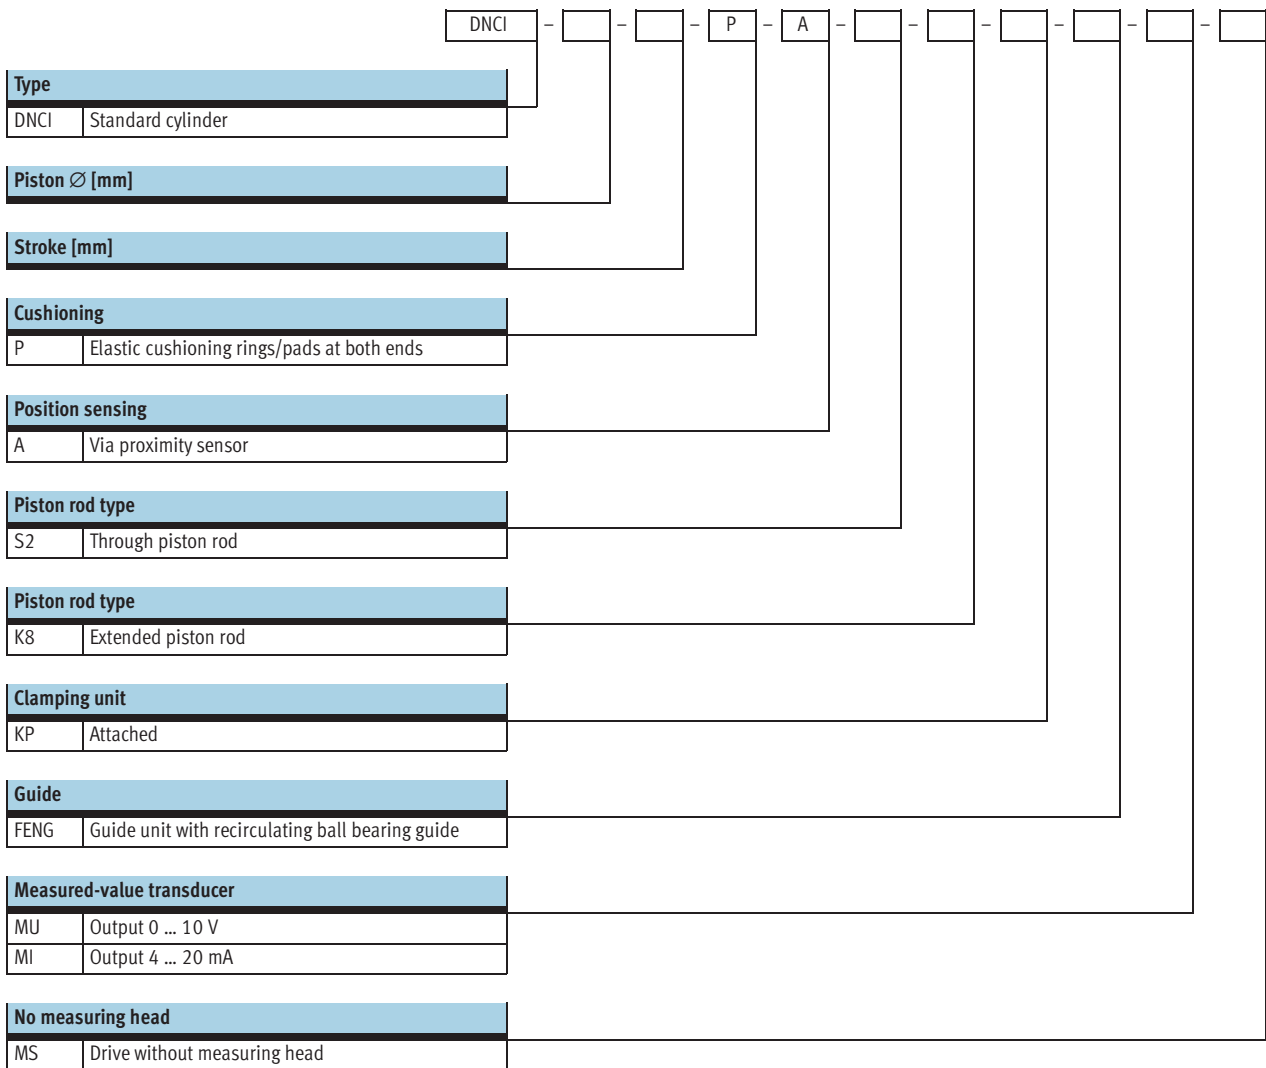 DNCI – – – P – A – – – – – –
Type
DNCI Standard cylinder
Piston ∅ [mm]
Stroke [mm]
Cushioning
P Elastic cushioning rings/pads at both ends
Position sensing
A Via proximity sensor
Piston rod type
S2 Through piston rod
Piston rod type
K8 Extended piston rod
Clamping unit
KP Attached
Guide
FENG Guide unit with recirculating ball bearing guide
Measured-value transducer
MU Output 0 ... 10 V
MI Output 4 ... 20 mA
No measuring head
MS Drive without measuring head